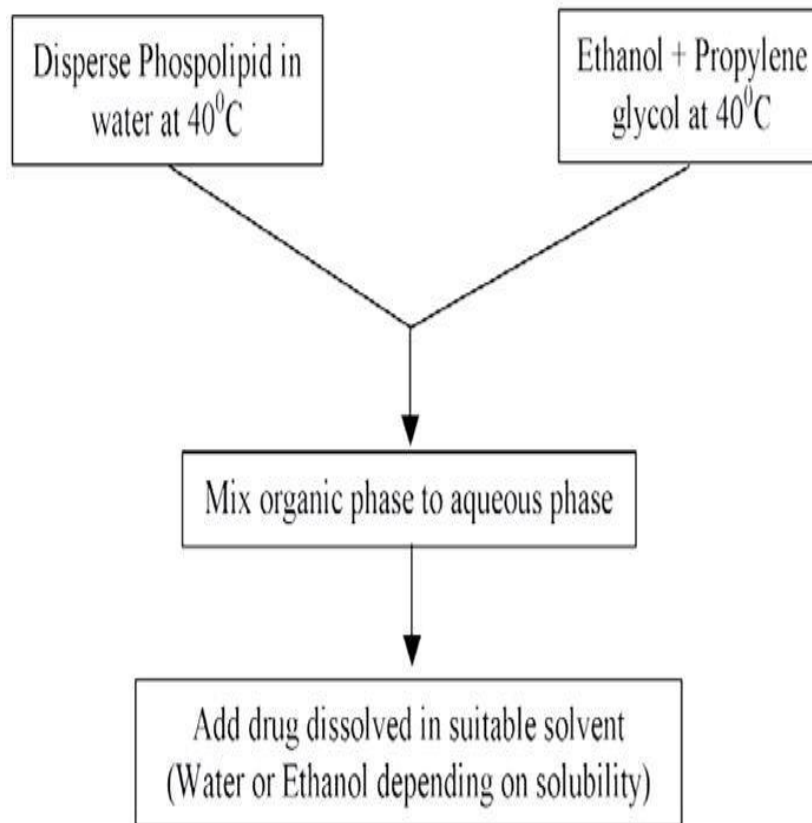 Disperse Phospolipid in
water at 40⁰C
Ethanol + Propylene
glycol at 40⁰C
Mix organic phase to aqueous phase
Add drug dissolved in suitable solvent
(Water or Ethanol depending on solubility)